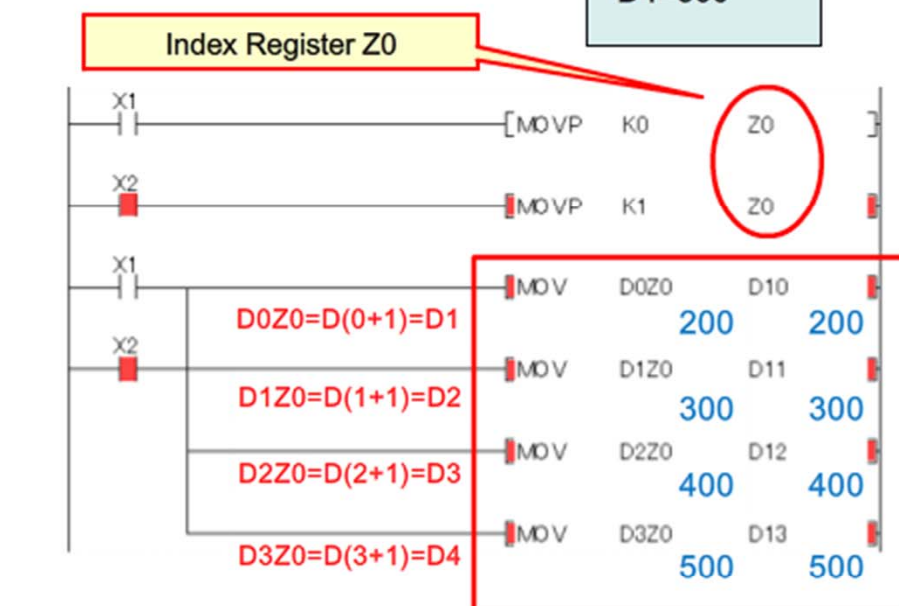 Index Register Z0
X1
[MOVP K0 Z0 ]
X2
[MOVP K1 Z0 ]
X1
[MOV D0Z0 D10 ]
D0Z0=D(0+1)=D1 200 200
X2
[MOV D1Z0 D11 ]
D1Z0=D(1+1)=D2 300 300
[MOV D2Z0 D12 ]
D2Z0=D(2+1)=D3 400 400
[MOV D3Z0 D13 ]
D3Z0=D(3+1)=D4 500 500